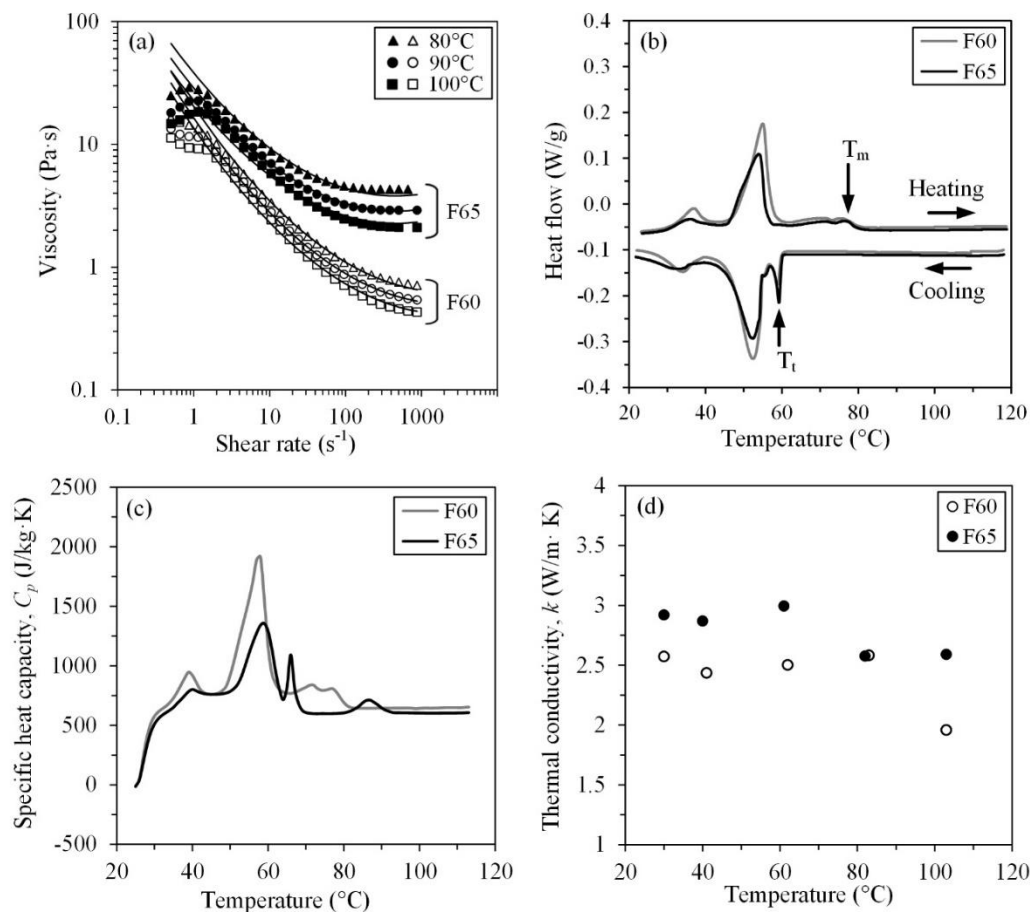 (a)
80°C
90°C
100°C
100
10
1
0.1
Viscosity (Pa·s)
F65
F60
0.1 1 10 100 1000
Shear rate (s⁻¹)
(b)
F60
F65
0.4
0.3
0.2
0.1
0.0
-0.1
-0.2
-0.3
-0.4
Heat flow (W/g)
Tₘ
Heating
Cooling
Tₜ
20 40 60 80 100 120
Temperature (°C)
(c)
F60
F65
2500
2000
1500
1000
500
0
-500
Specific heat capacity, Cₚ (J/kg·K)
20 40 60 80 100 120
Temperature (°C)
(d)
F60
F65
4
3.5
3
2.5
2
1.5
1
Thermal conductivity, k (W/m· K)
20 40 60 80 100 120
Temperature (°C)